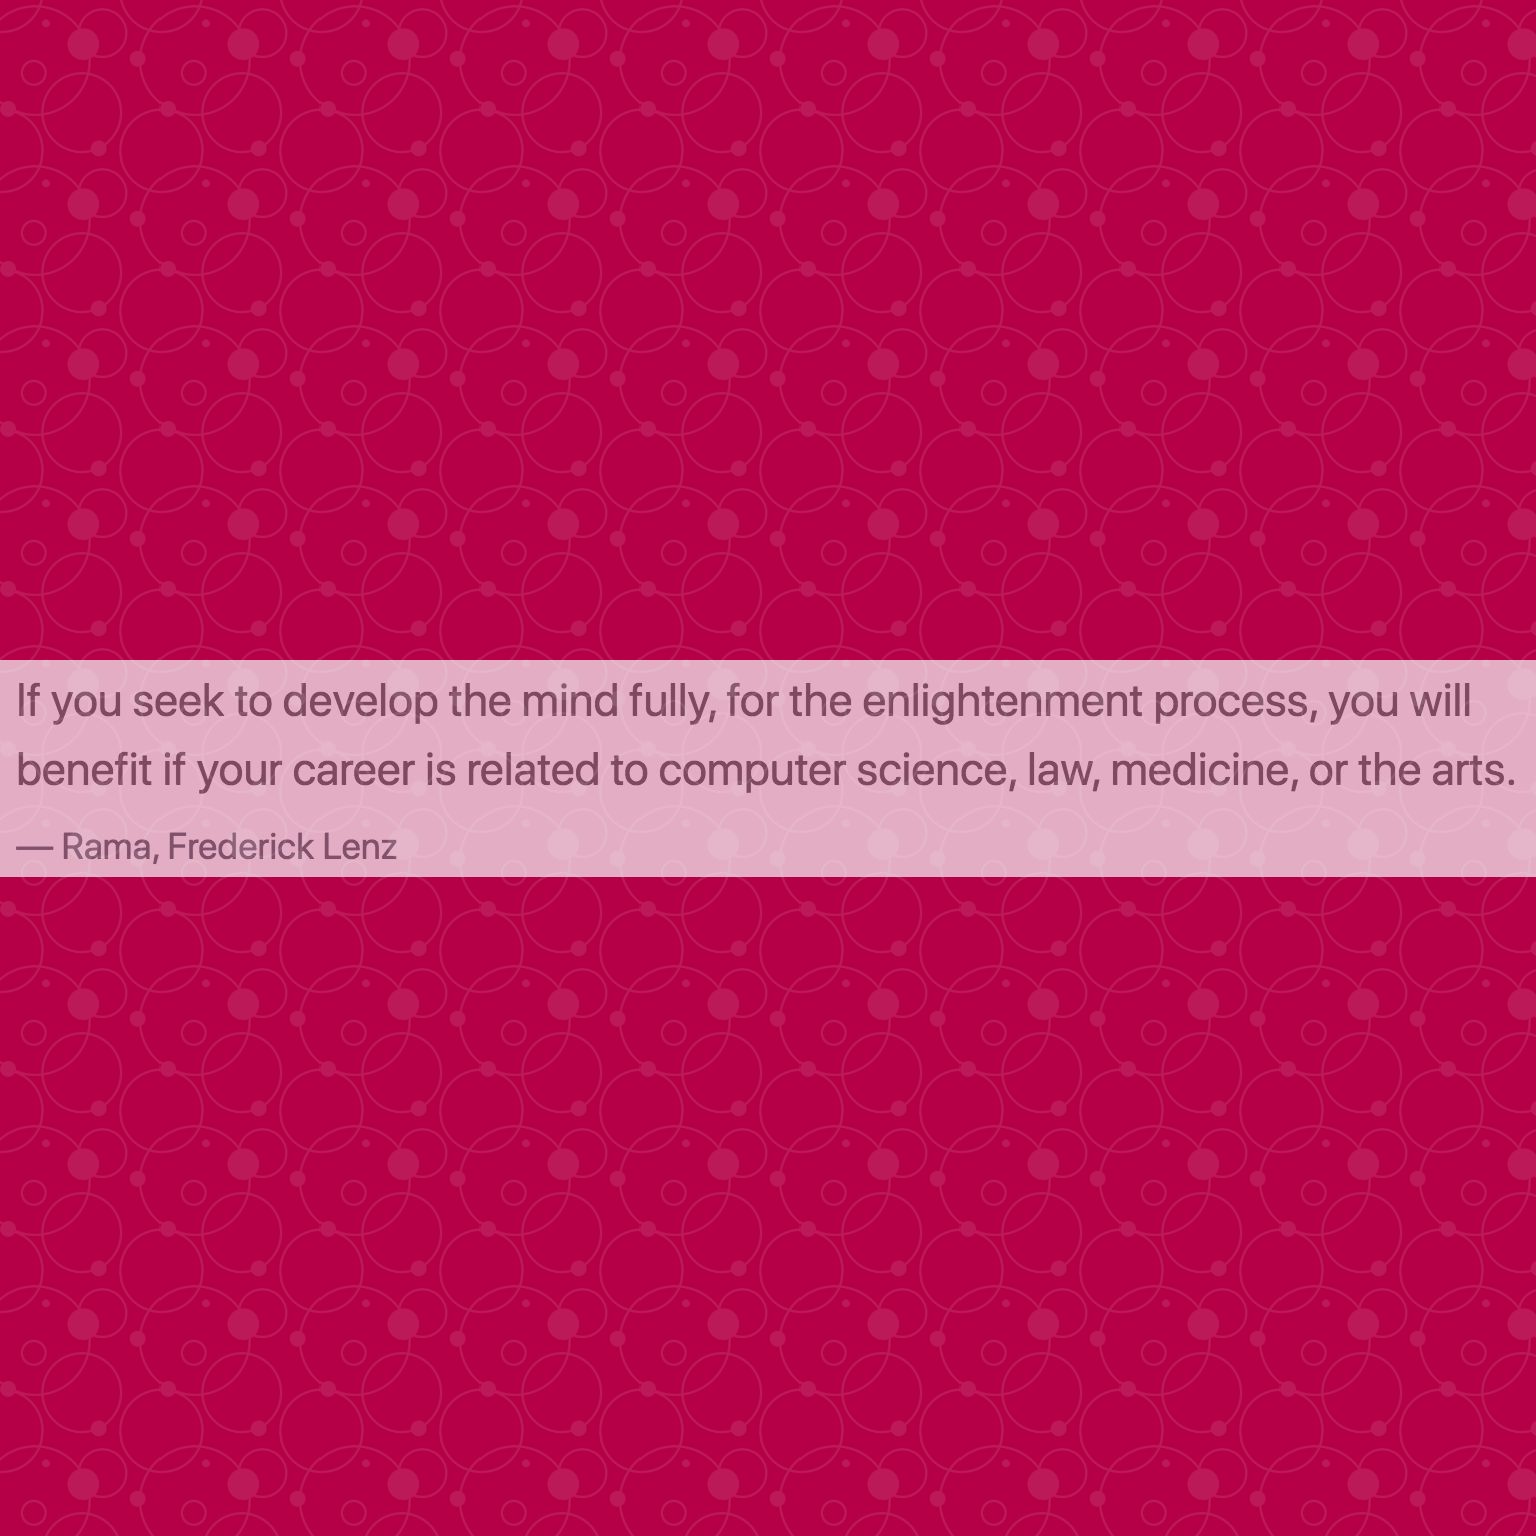 If you seek to develop the mind fully, for the enlightenment process, you will
benefit if your career is related to computer science, law, medicine, or the arts.
— Rama, Frederick Lenz